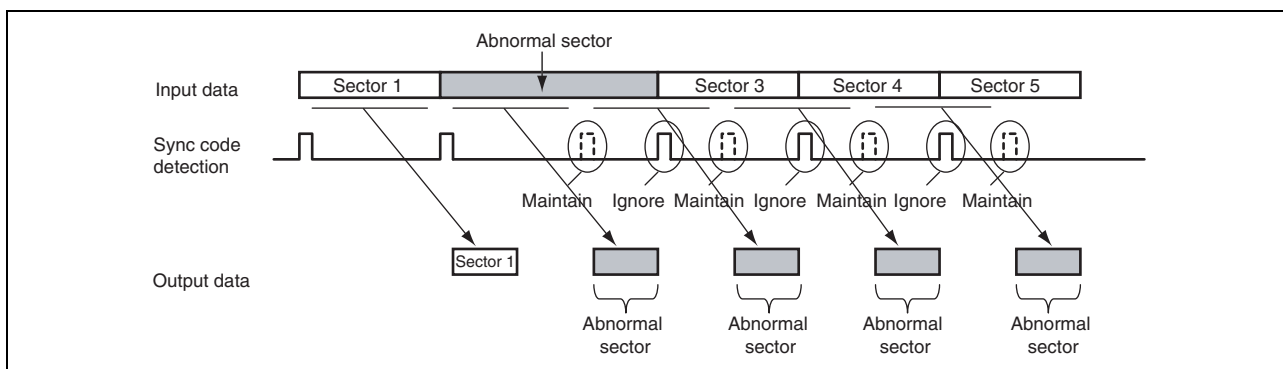 Abnormal sector
Input data
Sector 1
Sector 3
Sector 4
Sector 5
Sync code
detection
Maintain
Ignore
Maintain
Ignore
Maintain
Ignore
Maintain
Output data
Sector 1
Abnormal
sector
Abnormal
sector
Abnormal
sector
Abnormal
sector